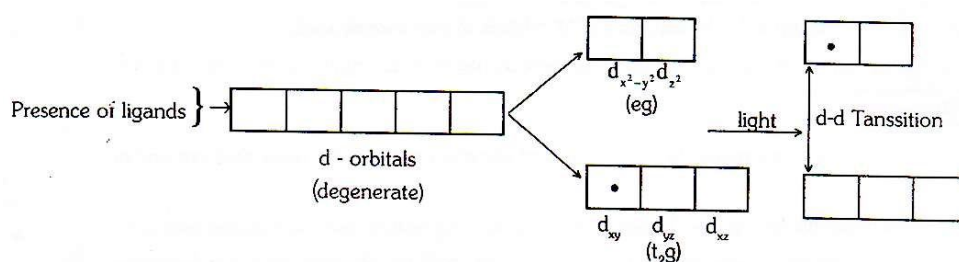 Presence of ligands }
d - orbitals
(degenerate)
d_{x²-y²} d_{z²}
(eg)
light
d-d Tanssition
d_{xy} d_{yz} d_{xz}
(t₂g)